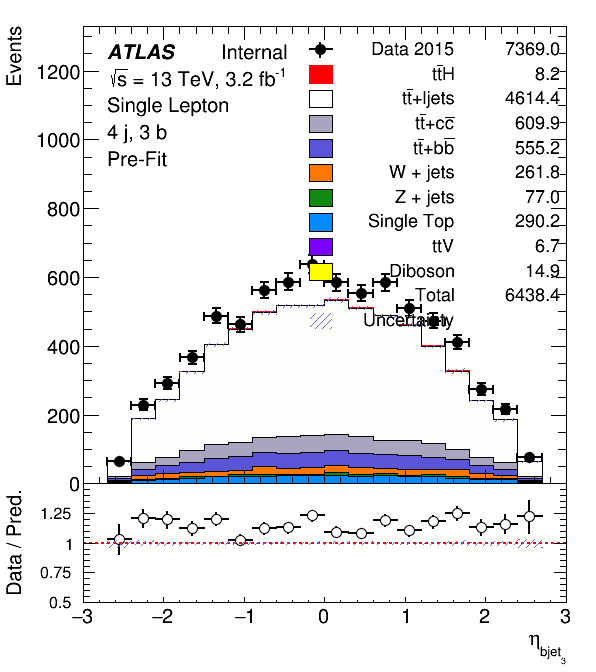 Events
ATLAS Internal
√s = 13 TeV, 3.2 fb⁻¹
Single Lepton
4 j, 3 b
Pre-Fit
Data 2015 7369.0
tt̄H 8.2
tt̄+ljets 4614.4
tt̄+cc̄ 609.9
tt̄+bb̄ 555.2
W + jets 261.8
Z + jets 77.0
Single Top 290.2
ttV 6.7
Diboson 14.9
Total 6438.4
Uncertainty
1200
1000
800
600
400
200
0
Data / Pred.
1.25
1
0.75
0.5
−3 −2 −1 0 1 2 3
η_bjet₃